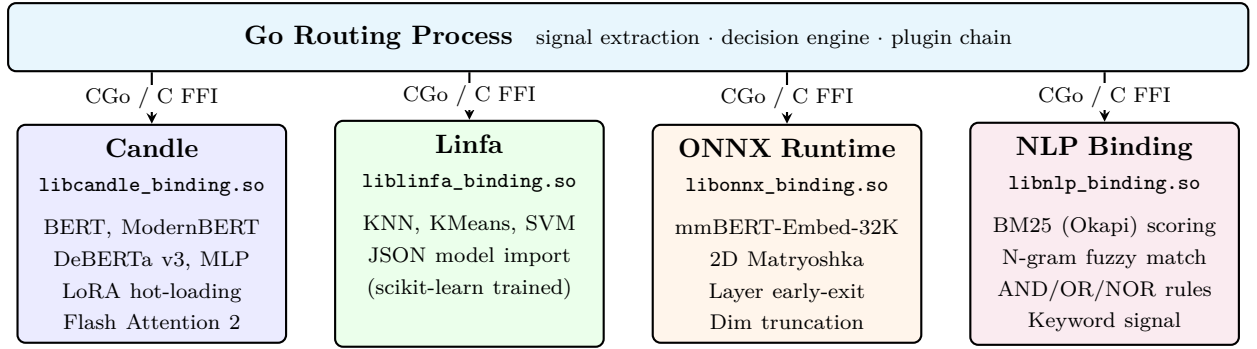 Go Routing Process signal extraction · decision engine · plugin chain
CGo / C FFI
CGo / C FFI
CGo / C FFI
CGo / C FFI
Candle
libcandle_binding.so
BERT, ModernBERT
DeBERTa v3, MLP
LoRA hot-loading
Flash Attention 2
Linfa
liblinfa_binding.so
KNN, KMeans, SVM
JSON model import
(scikit-learn trained)
ONNX Runtime
libonnx_binding.so
mmBERT-Embed-32K
2D Matryoshka
Layer early-exit
Dim truncation
NLP Binding
libnlp_binding.so
BM25 (Okapi) scoring
N-gram fuzzy match
AND/OR/NOR rules
Keyword signal